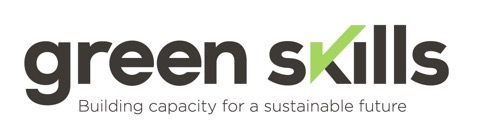 green skills
Building capacity for a sustainable future